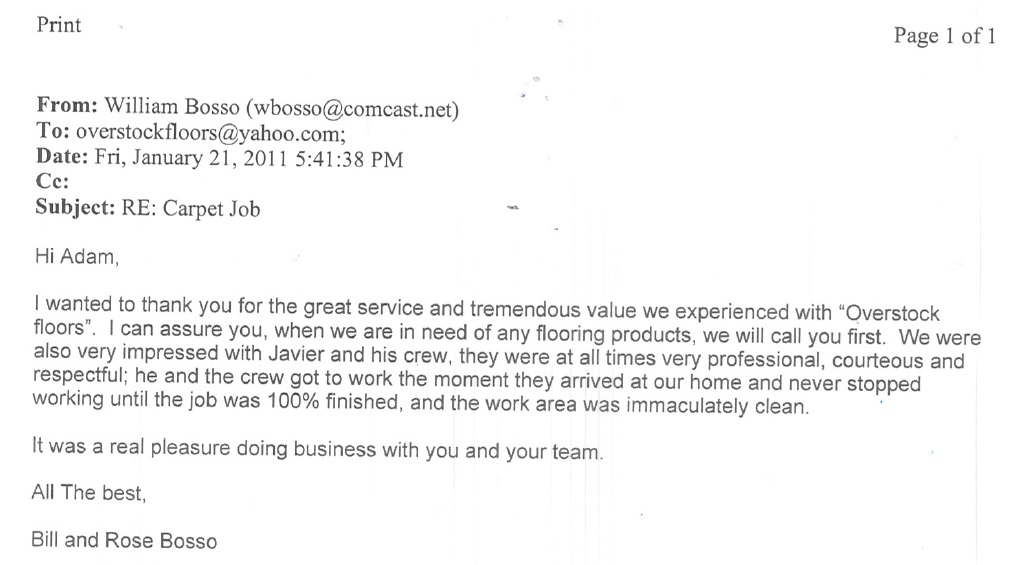 Print
Page 1 of 1
From: William Bosso (wbosso@comcast.net)
To: overstockfloors@yahoo.com;
Date: Fri, January 21, 2011 5:41:38 PM
Cc:
Subject: RE: Carpet Job
Hi Adam,
I wanted to thank you for the great service and tremendous value we experienced with “Overstock
floors”. I can assure you, when we are in need of any flooring products, we will call you first. We were
also very impressed with Javier and his crew, they were at all times very professional, courteous and
respectful; he and the crew got to work the moment they arrived at our home and never stopped
working until the job was 100% finished, and the work area was immaculately clean.
It was a real pleasure doing business with you and your team.
All The best,
Bill and Rose Bosso